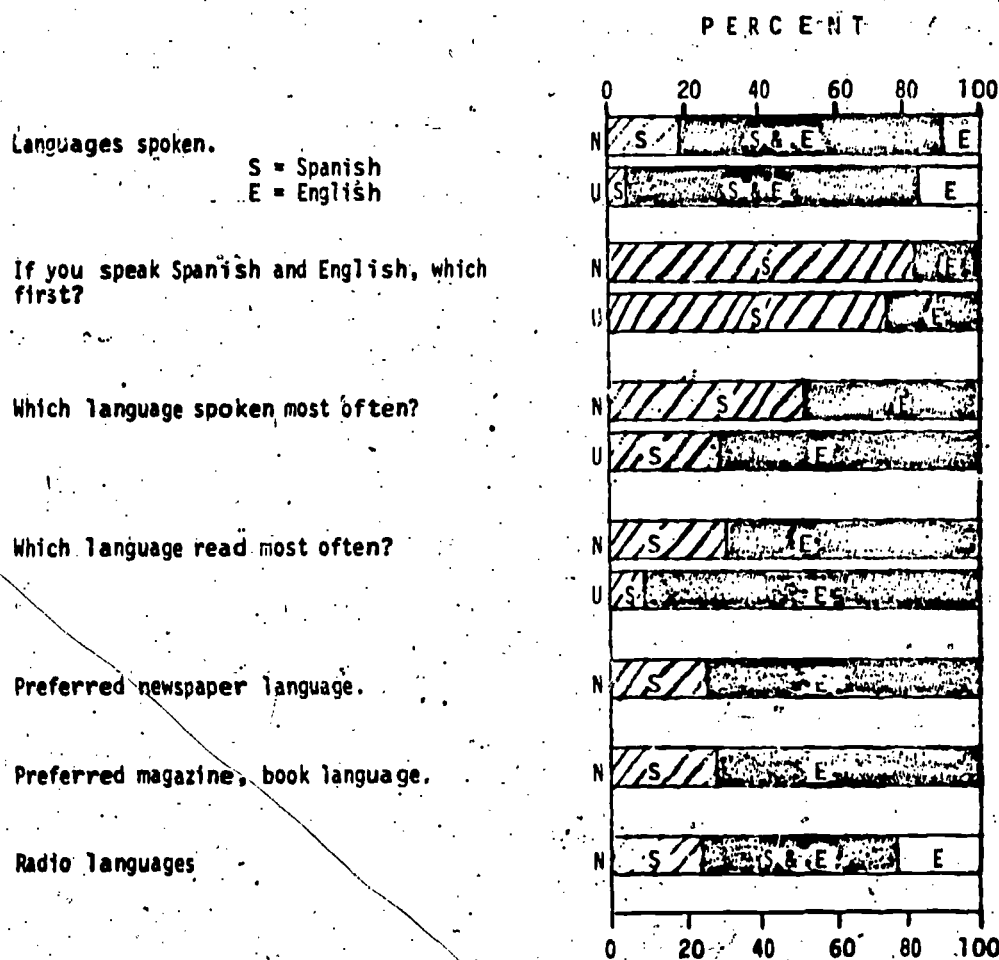 PERCENT
0 20 40 60 80 100
Languages spoken.
S = Spanish
E = English
N S S & E E
U S S & E E
If you speak Spanish and English, which
first?
N S E
U S E
Which language spoken most often?
N S E
U S E
Which language read most often?
N S E
U S E
Preferred newspaper language.
N S E
Preferred magazine, book language.
N S E
Radio languages
N S S & E E
0 20 40 60 80 100